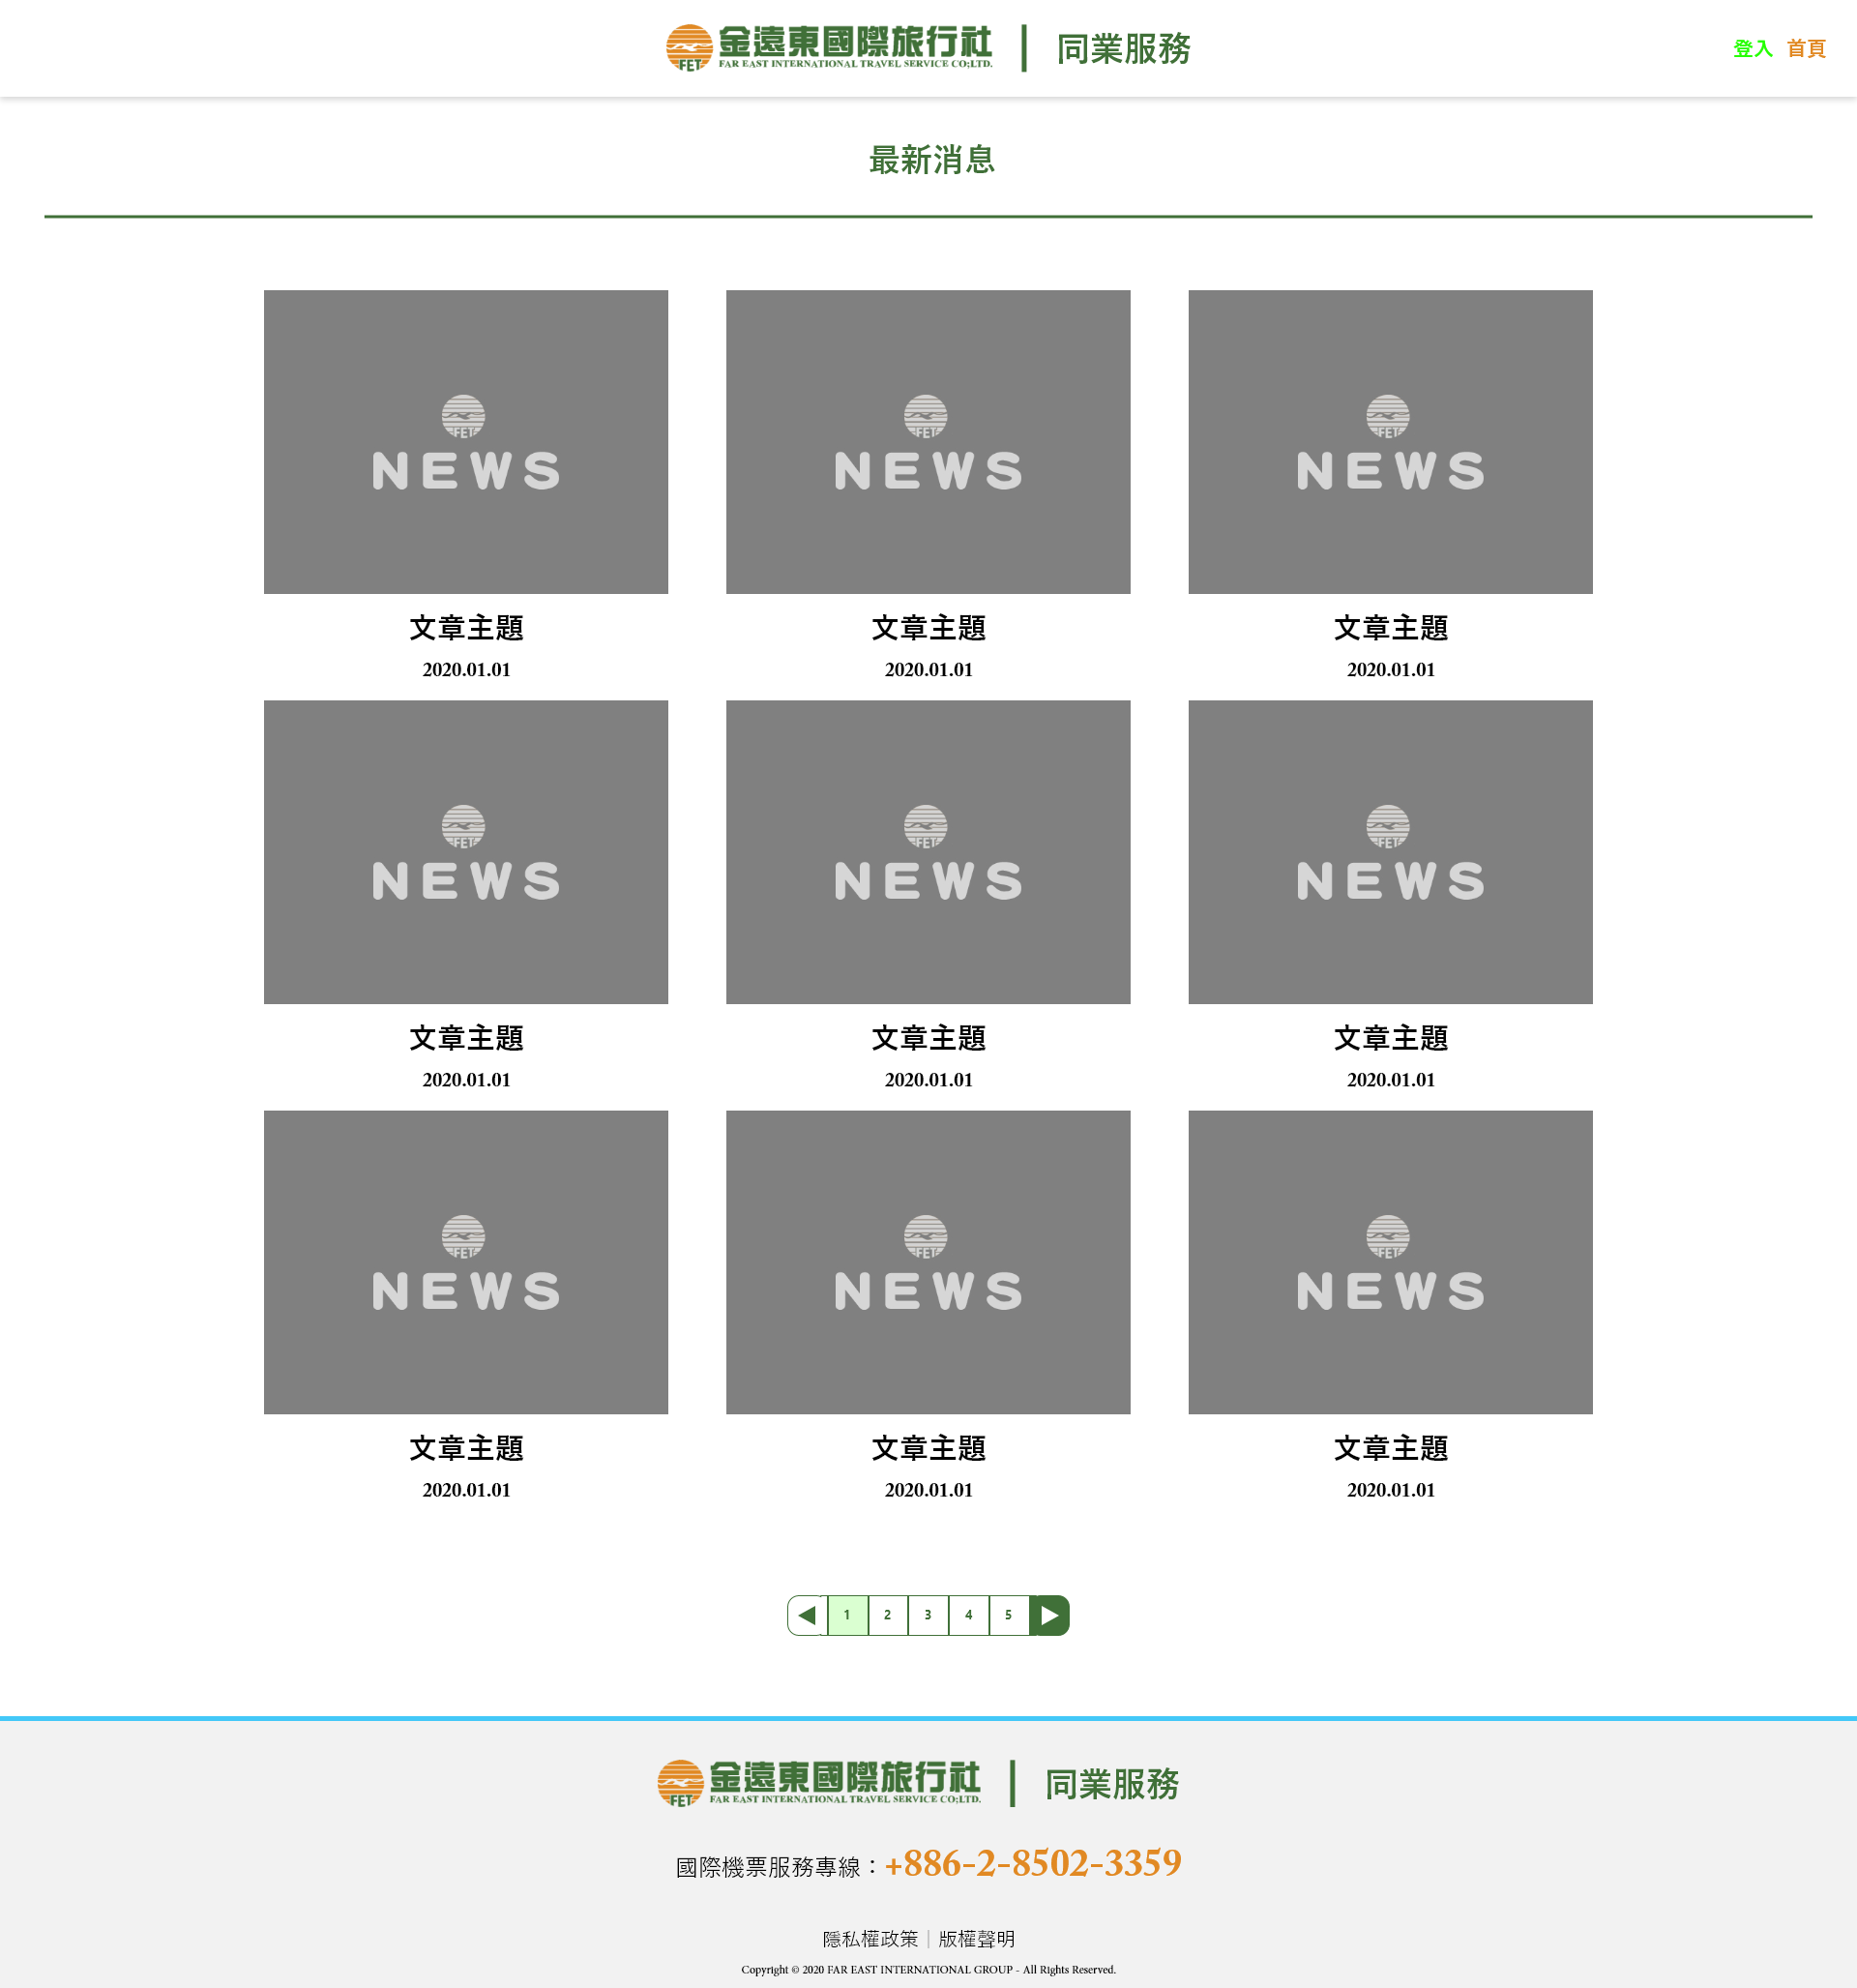 FET 金遠東國際旅行社 | 同業服務
FAR EAST INTERNATIONAL TRAVEL SERVICE CO;LTD.
登入 首頁
最新消息
FET FET FET
NEWS NEWS NEWS
文章主題 文章主題 文章主題
2020.01.01 2020.01.01 2020.01.01
FET FET FET
NEWS NEWS NEWS
文章主題 文章主題 文章主題
2020.01.01 2020.01.01 2020.01.01
FET FET FET
NEWS NEWS NEWS
文章主題 文章主題 文章主題
2020.01.01 2020.01.01 2020.01.01
◀ 1 2 3 4 5 ▶
FET 金遠東國際旅行社 | 同業服務
FAR EAST INTERNATIONAL TRAVEL SERVICE CO;LTD.
國際機票服務專線：+886-2-8502-3359
隱私權政策｜版權聲明
Copyright © 2020 FAR EAST INTERNATIONAL GROUP - All Rights Reserved.